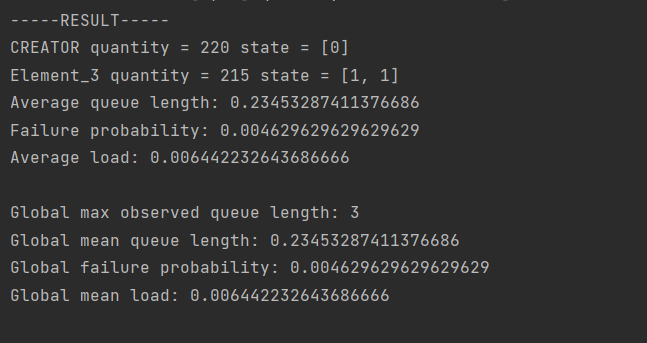 -----RESULT-----
CREATOR quantity = 220 state = [0]
Element_3 quantity = 215 state = [1, 1]
Average queue length: 0.23453287411376686
Failure probability: 0.004629629629629629
Average load: 0.006442232643686666
Global max observed queue length: 3
Global mean queue length: 0.23453287411376686
Global failure probability: 0.004629629629629629
Global mean load: 0.006442232643686666